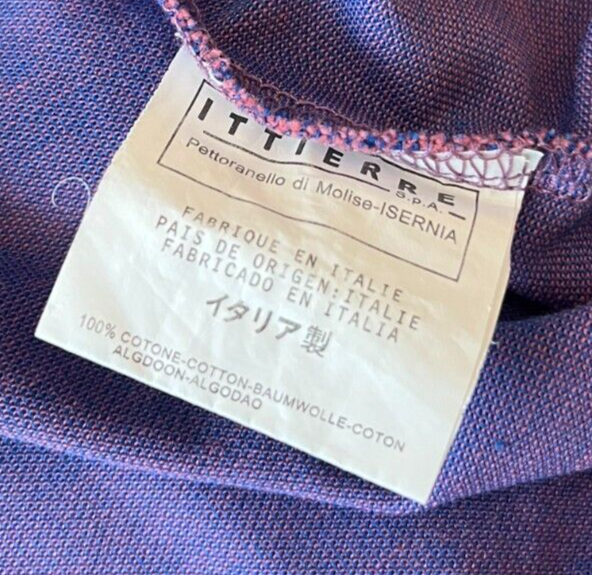 ITTIERRE
S.p.A.
Pettoranello di Molise-ISERNIA
FABRIQUE EN ITALIE
PAIS DE ORIGEN:ITALIE
FABRICADO EN ITALIA
イタリア製
100% COTONE-COTTON-BAUMWOLLE-COTON
ALGDOON-ALGODAO